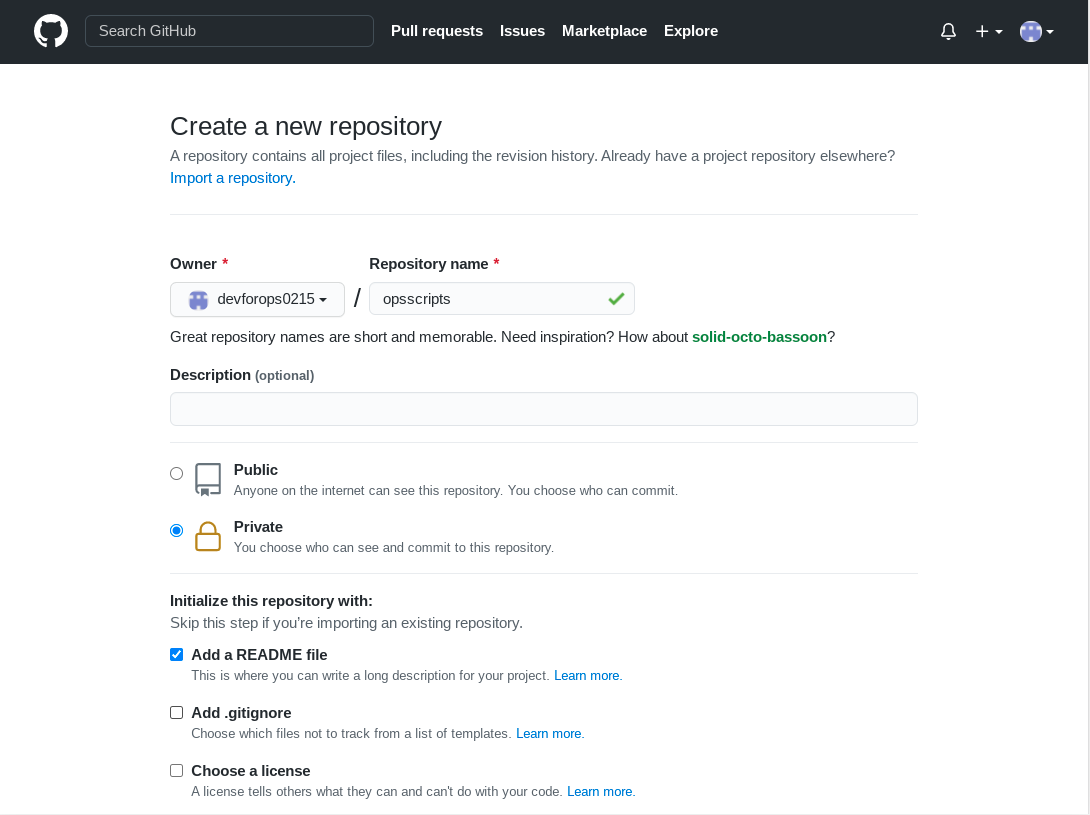 Search GitHub Pull requests Issues Marketplace Explore
Create a new repository
A repository contains all project files, including the revision history. Already have a project repository elsewhere?
Import a repository.
Owner * Repository name *
devforops0215 / opsscripts
Great repository names are short and memorable. Need inspiration? How about solid-octo-bassoon?
Description (optional)
Public
Anyone on the internet can see this repository. You choose who can commit.
Private
You choose who can see and commit to this repository.
Initialize this repository with:
Skip this step if you’re importing an existing repository.
Add a README file
This is where you can write a long description for your project. Learn more.
Add .gitignore
Choose which files not to track from a list of templates. Learn more.
Choose a license
A license tells others what they can and can't do with your code. Learn more.